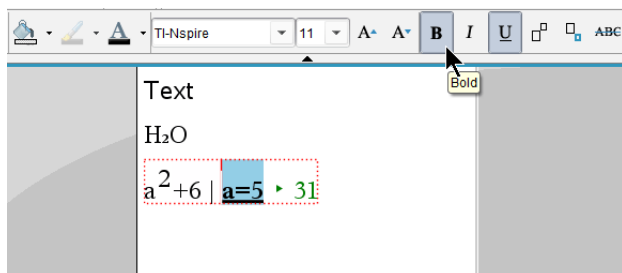 A TI-Nspire 11 A A B I U ABC
Bold
Text
H₂O
a²+6 | a=5 ▸ 31